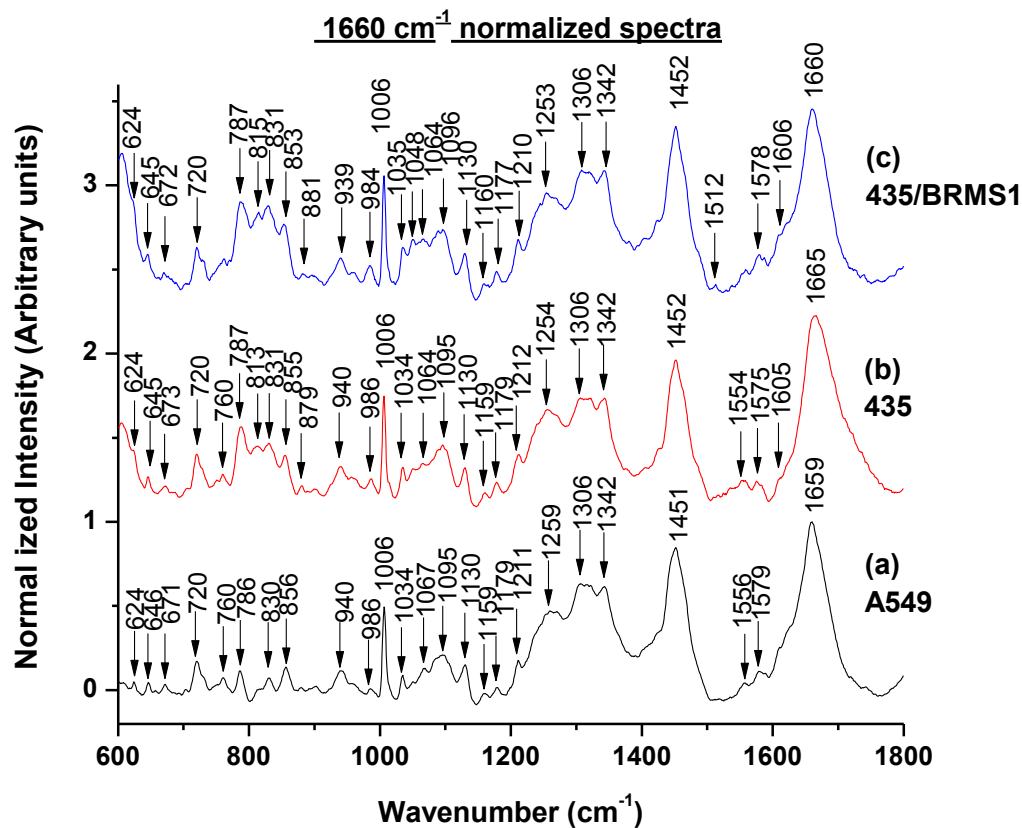 1660 cm⁻¹ normalized spectra
Normal ized Intensity (Arbitrary units)
3
2
1
0
624 645 672 720 787 815 831 853 881 939 984 1006 1035 1048 1064 1096 1130 1160 1177 1210 1253 1306 1342 1452 1512 1578 1606 1660
(c)
435/BRMS1
624 645 673 720 760 787 813 831 855 879 940 986 1006 1034 1064 1095 1130 1159 1179 1212 1254 1306 1342 1452 1554 1575 1605 1665
(b)
435
624 646 671 720 760 786 830 856 940 986 1006 1034 1067 1095 1130 1159 1179 1211 1259 1306 1342 1451 1556 1579 1659
(a)
A549
600 800 1000 1200 1400 1600 1800
Wavenumber (cm⁻¹)